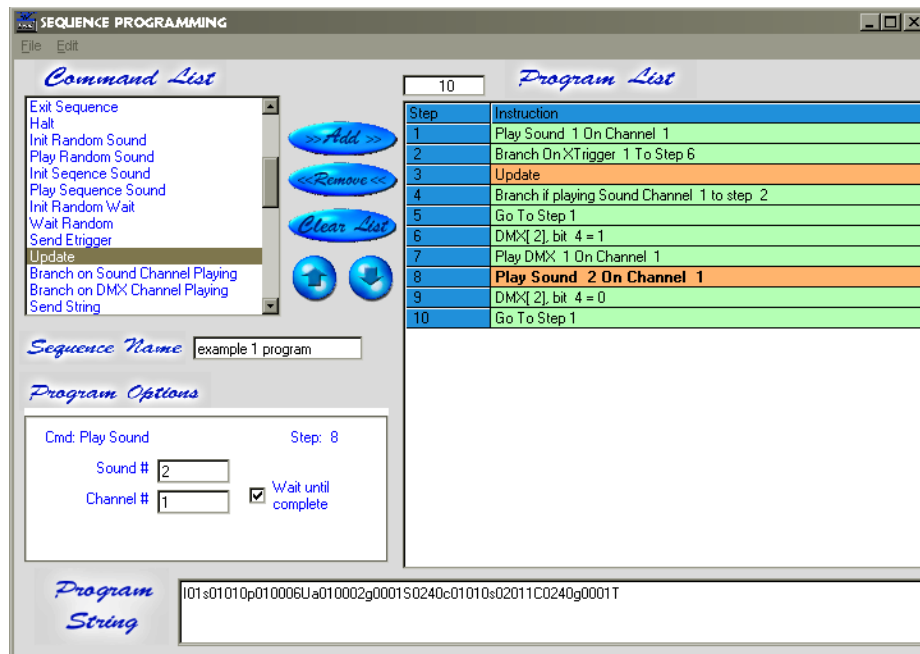 SEQUENCE PROGRAMMING
File Edit
Command List
10
Program List
Exit Sequence
Halt
Init Random Sound
Play Random Sound
Init Seqence Sound
Play Sequence Sound
Init Random Wait
Wait Random
Send Etrigger
Update
Branch on Sound Channel Playing
Branch on DMX Channel Playing
Send String
>>Add >>
<<Remove<<
Clear List
Step Instruction
1 Play Sound 1 On Channel 1
2 Branch On XTrigger 1 To Step 6
3 Update
4 Branch if playing Sound Channel 1 to step 2
5 Go To Step 1
6 DMX[ 2], bit 4 = 1
7 Play DMX 1 On Channel 1
8 Play Sound 2 On Channel 1
9 DMX[ 2], bit 4 = 0
10 Go To Step 1
Sequence Name example 1 program
Program Options
Cmd: Play Sound Step: 8
Sound # 2
Channel # 1
Wait until
complete
Program
String
I01s01010p010006Ua010002g0001S0240c01010s02011C0240g0001T